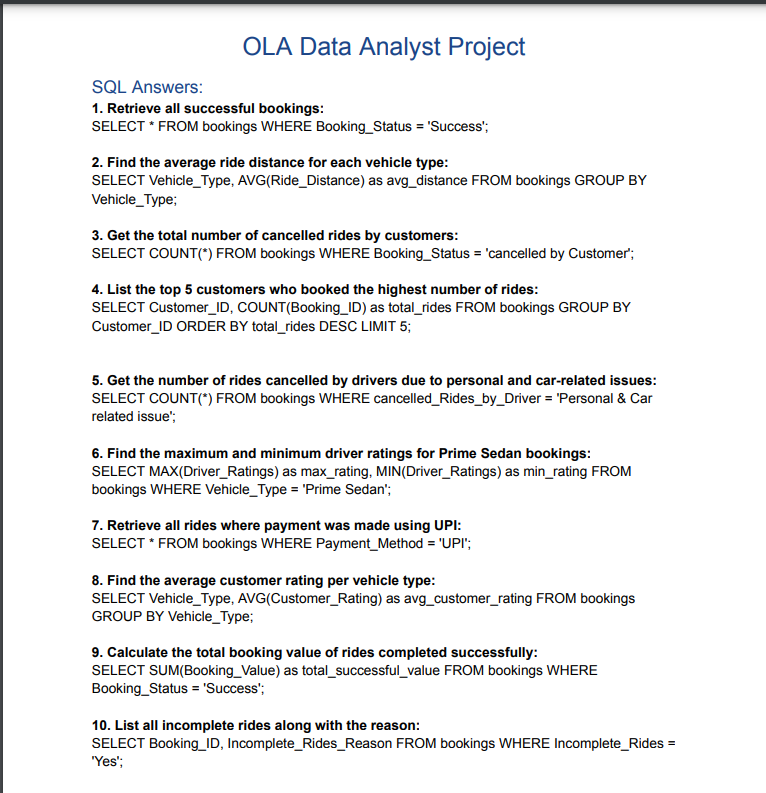 OLA Data Analyst Project
SQL Answers:
1. Retrieve all successful bookings:
SELECT * FROM bookings WHERE Booking_Status = 'Success';
2. Find the average ride distance for each vehicle type:
SELECT Vehicle_Type, AVG(Ride_Distance) as avg_distance FROM bookings GROUP BY
Vehicle_Type;
3. Get the total number of cancelled rides by customers:
SELECT COUNT(*) FROM bookings WHERE Booking_Status = 'cancelled by Customer';
4. List the top 5 customers who booked the highest number of rides:
SELECT Customer_ID, COUNT(Booking_ID) as total_rides FROM bookings GROUP BY
Customer_ID ORDER BY total_rides DESC LIMIT 5;
5. Get the number of rides cancelled by drivers due to personal and car-related issues:
SELECT COUNT(*) FROM bookings WHERE cancelled_Rides_by_Driver = 'Personal & Car
related issue';
6. Find the maximum and minimum driver ratings for Prime Sedan bookings:
SELECT MAX(Driver_Ratings) as max_rating, MIN(Driver_Ratings) as min_rating FROM
bookings WHERE Vehicle_Type = 'Prime Sedan';
7. Retrieve all rides where payment was made using UPI:
SELECT * FROM bookings WHERE Payment_Method = 'UPI';
8. Find the average customer rating per vehicle type:
SELECT Vehicle_Type, AVG(Customer_Rating) as avg_customer_rating FROM bookings
GROUP BY Vehicle_Type;
9. Calculate the total booking value of rides completed successfully:
SELECT SUM(Booking_Value) as total_successful_value FROM bookings WHERE
Booking_Status = 'Success';
10. List all incomplete rides along with the reason:
SELECT Booking_ID, Incomplete_Rides_Reason FROM bookings WHERE Incomplete_Rides =
'Yes';